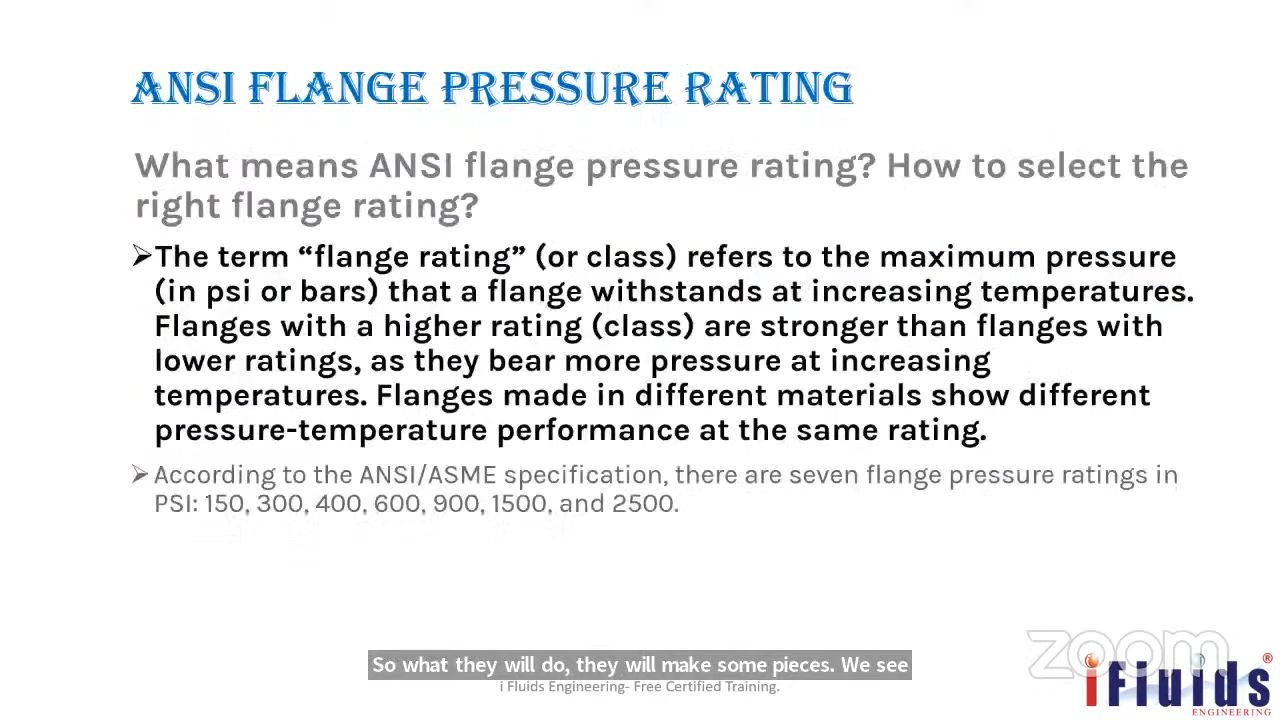 ANSI FLANGE PRESSURE RATING
What means ANSI flange pressure rating? How to select the
right flange rating?
The term “flange rating” (or class) refers to the maximum pressure
(in psi or bars) that a flange withstands at increasing temperatures.
Flanges with a higher rating (class) are stronger than flanges with
lower ratings, as they bear more pressure at increasing
temperatures. Flanges made in different materials show different
pressure-temperature performance at the same rating.
According to the ANSI/ASME specification, there are seven flange pressure ratings in
PSI: 150, 300, 400, 600, 900, 1500, and 2500.
So what they will do, they will make some pieces. We see
i Fluids Engineering- Free Certified Training.
zoom
iFluids®
ENGINEERING